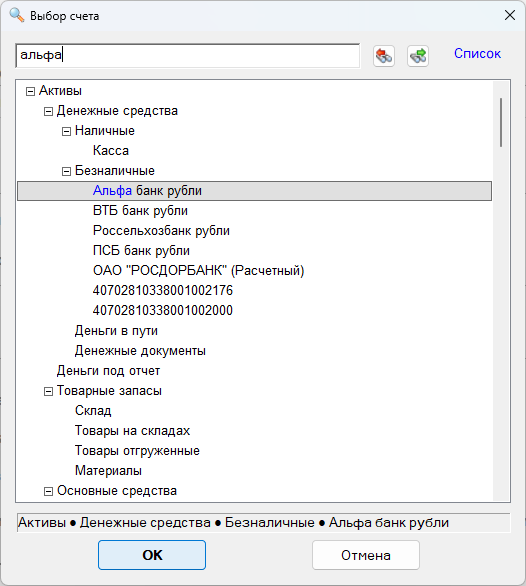 Выбор счета
альфа
Список
Активы
Денежные средства
Наличные
Касса
Безналичные
Альфа банк рубли
ВТБ банк рубли
Россельхозбанк рубли
ПСБ банк рубли
ОАО "РОСДОРБАНК" (Расчетный)
40702810338001002176
40702810338001002000
Деньги в пути
Денежные документы
Деньги под отчет
Товарные запасы
Склад
Товары на складах
Товары отгруженные
Материалы
Основные средства
Активы ● Денежные средства ● Безналичные ● Альфа банк рубли
ОК
Отмена